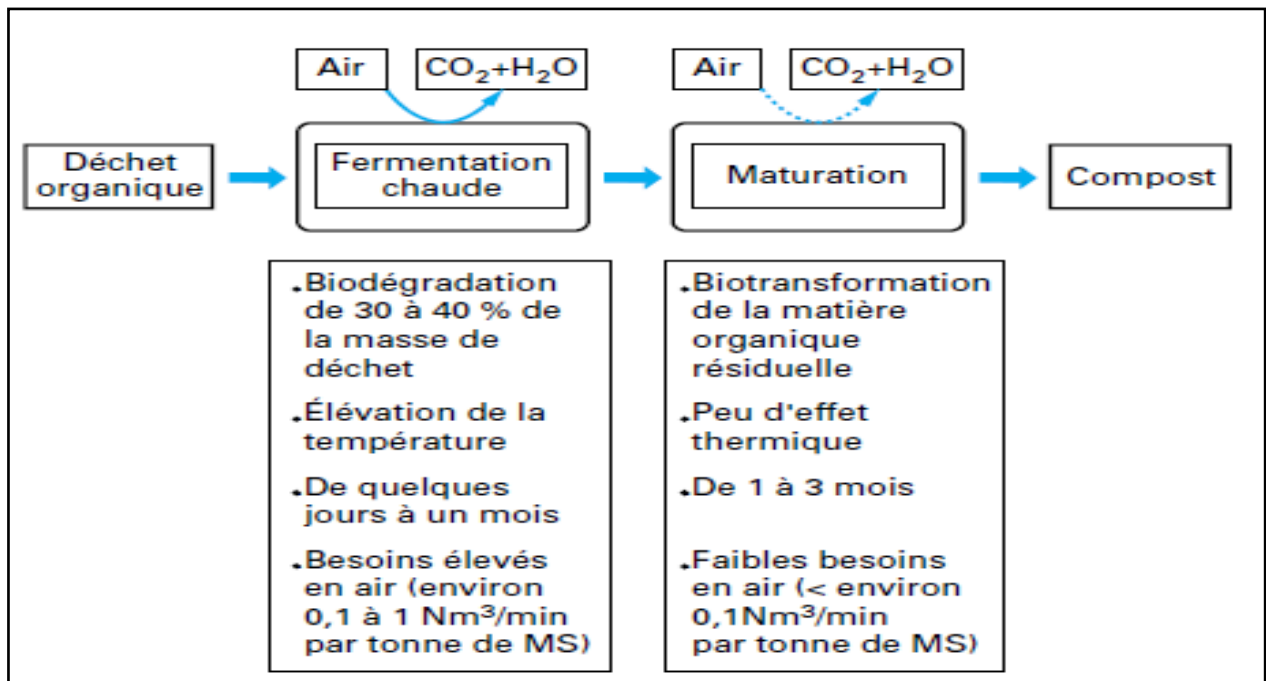 Air
CO₂+H₂O
Air
CO₂+H₂O
Déchet
organique
Fermentation
chaude
Maturation
Compost
.Biodégradation
de 30 à 40 % de
la masse de
déchet
.Élévation de la
température
.De quelques
jours à un mois
.Besoins élevés
en air (environ
0,1 à 1 Nm³/min
par tonne de MS)
.Biotransformation
de la matière
organique
résiduelle
.Peu d'effet
thermique
.De 1 à 3 mois
.Faibles besoins
en air (< environ
0,1Nm³/min
par tonne de MS)